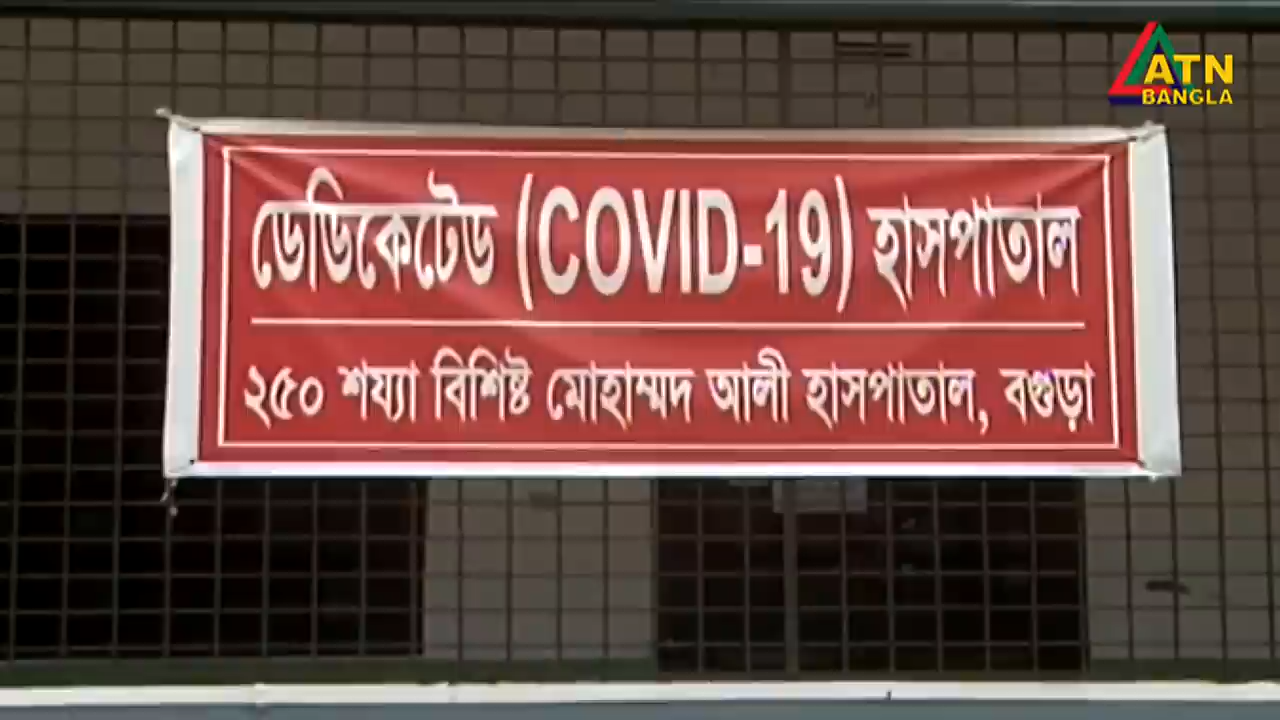 ATN
BANGLA
ডেডিকেটেড (COVID-19) হাসপাতাল
২৫০ শয্যা বিশিষ্ট মোহাম্মদ আলী হাসপাতাল, বগুড়া